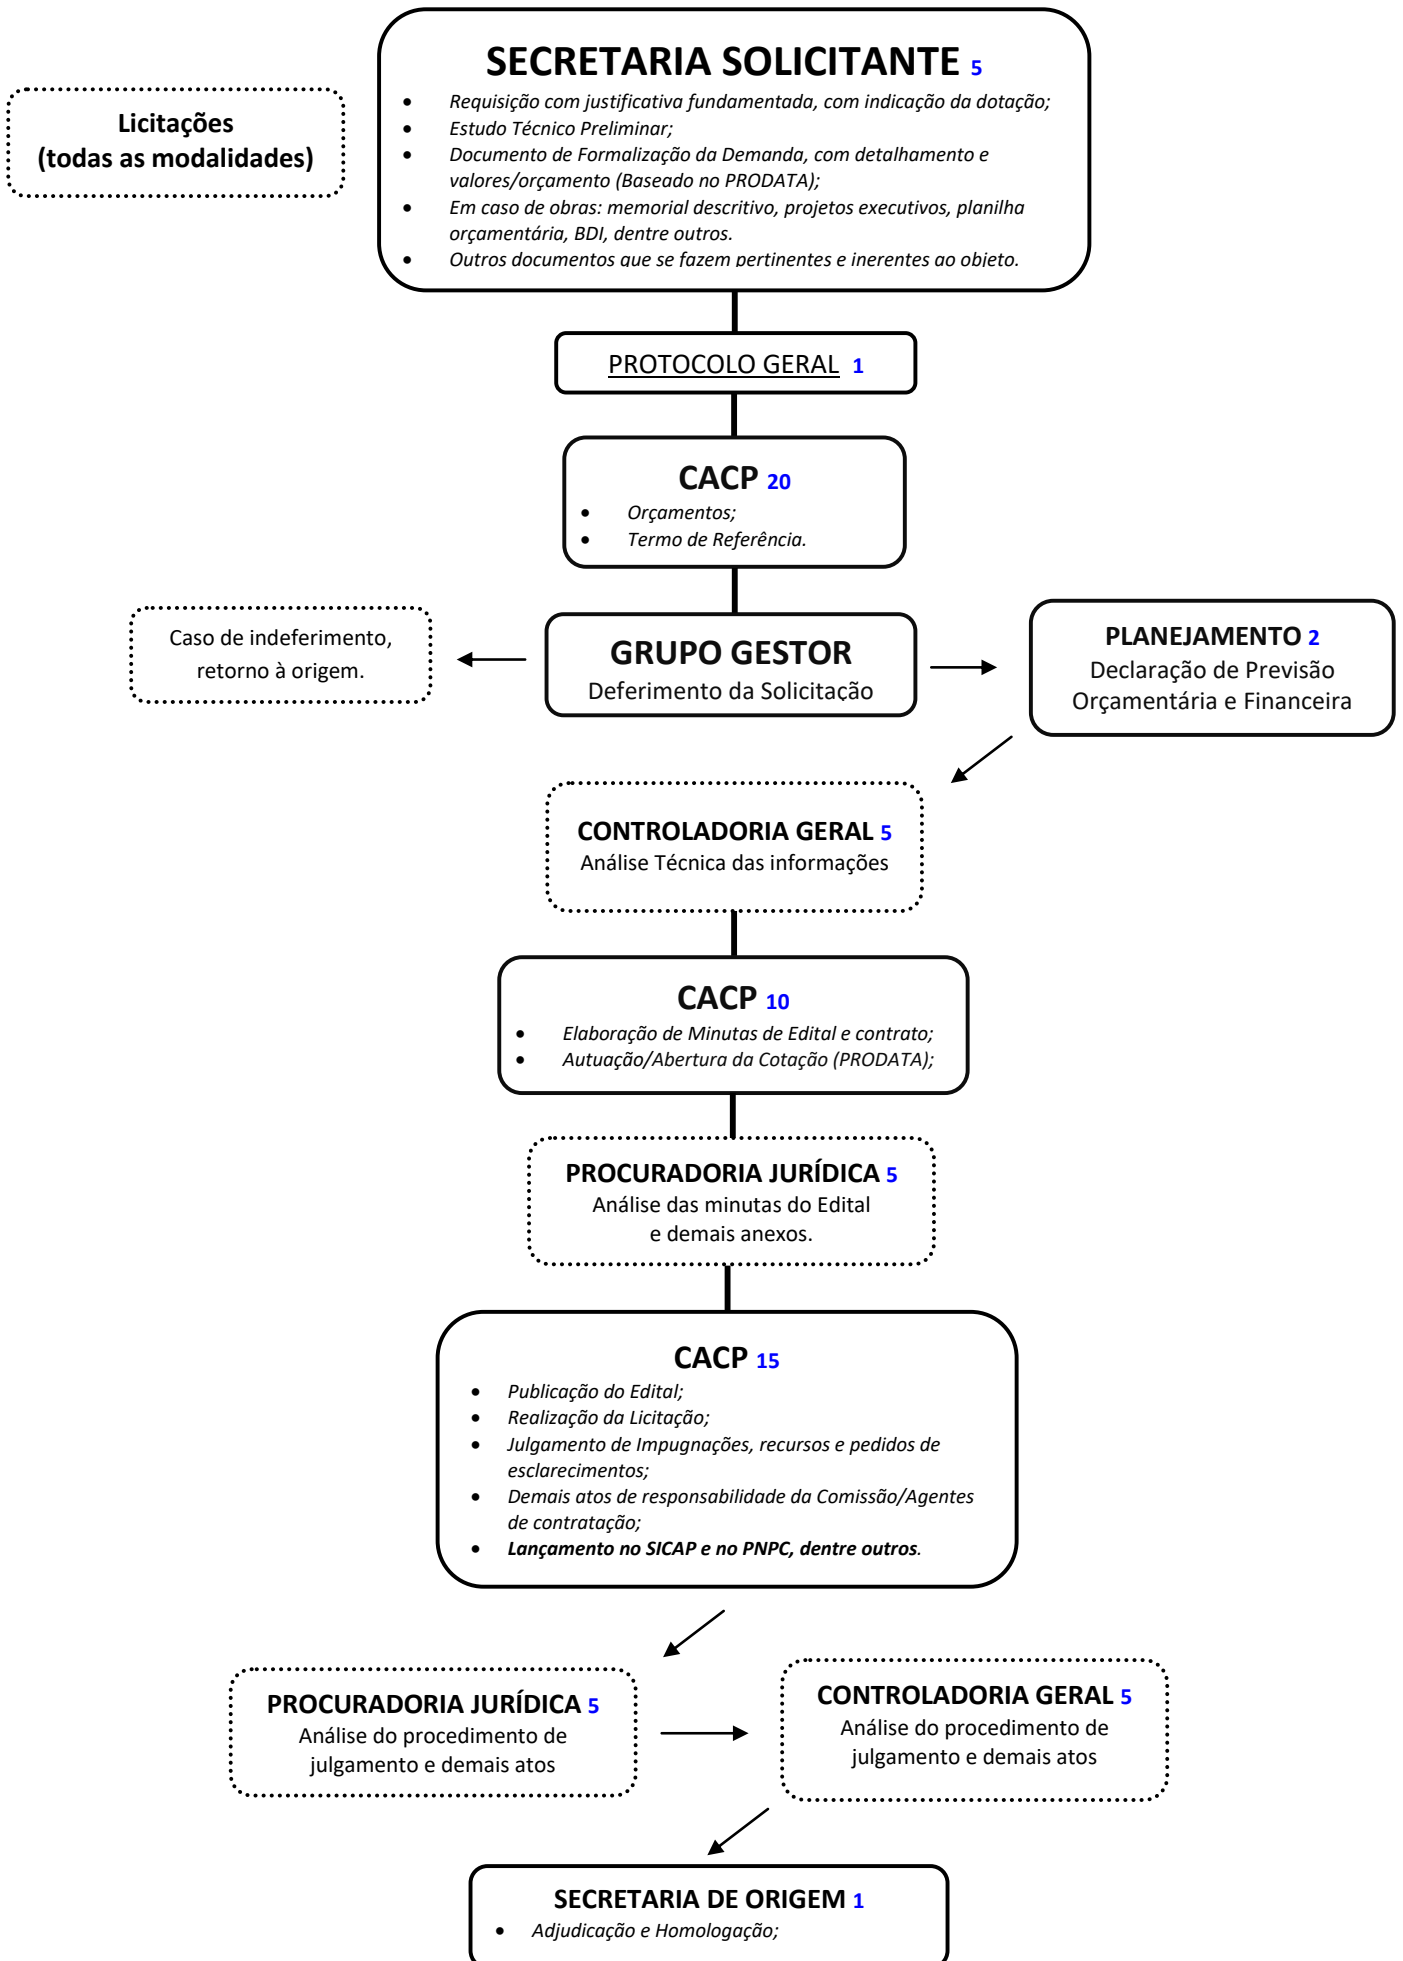 SECRETARIA SOLICITANTE 5
• Requisição com justificativa fundamentada, com indicação da dotação;
• Estudo Técnico Preliminar;
• Documento de Formalização da Demanda, com detalhamento e
valores/orçamento (Baseado no PRODATA);
• Em caso de obras: memorial descritivo, projetos executivos, planilha
orçamentária, BDI, dentre outros.
• Outros documentos que se fazem pertinentes e inerentes ao objeto.
Licitações
(todas as modalidades)
PROTOCOLO GERAL 1
CACP 20
• Orçamentos;
• Termo de Referência.
Caso de indeferimento,
retorno à origem.
GRUPO GESTOR
Deferimento da Solicitação
PLANEJAMENTO 2
Declaração de Previsão
Orçamentária e Financeira
CONTROLADORIA GERAL 5
Análise Técnica das informações
CACP 10
• Elaboração de Minutas de Edital e contrato;
• Autuação/Abertura da Cotação (PRODATA);
PROCURADORIA JURÍDICA 5
Análise das minutas do Edital
e demais anexos.
CACP 15
• Publicação do Edital;
• Realização da Licitação;
• Julgamento de Impugnações, recursos e pedidos de
esclarecimentos;
• Demais atos de responsabilidade da Comissão/Agentes
de contratação;
• Lançamento no SICAP e no PNPC, dentre outros.
PROCURADORIA JURÍDICA 5
Análise do procedimento de
julgamento e demais atos
CONTROLADORIA GERAL 5
Análise do procedimento de
julgamento e demais atos
SECRETARIA DE ORIGEM 1
• Adjudicação e Homologação;